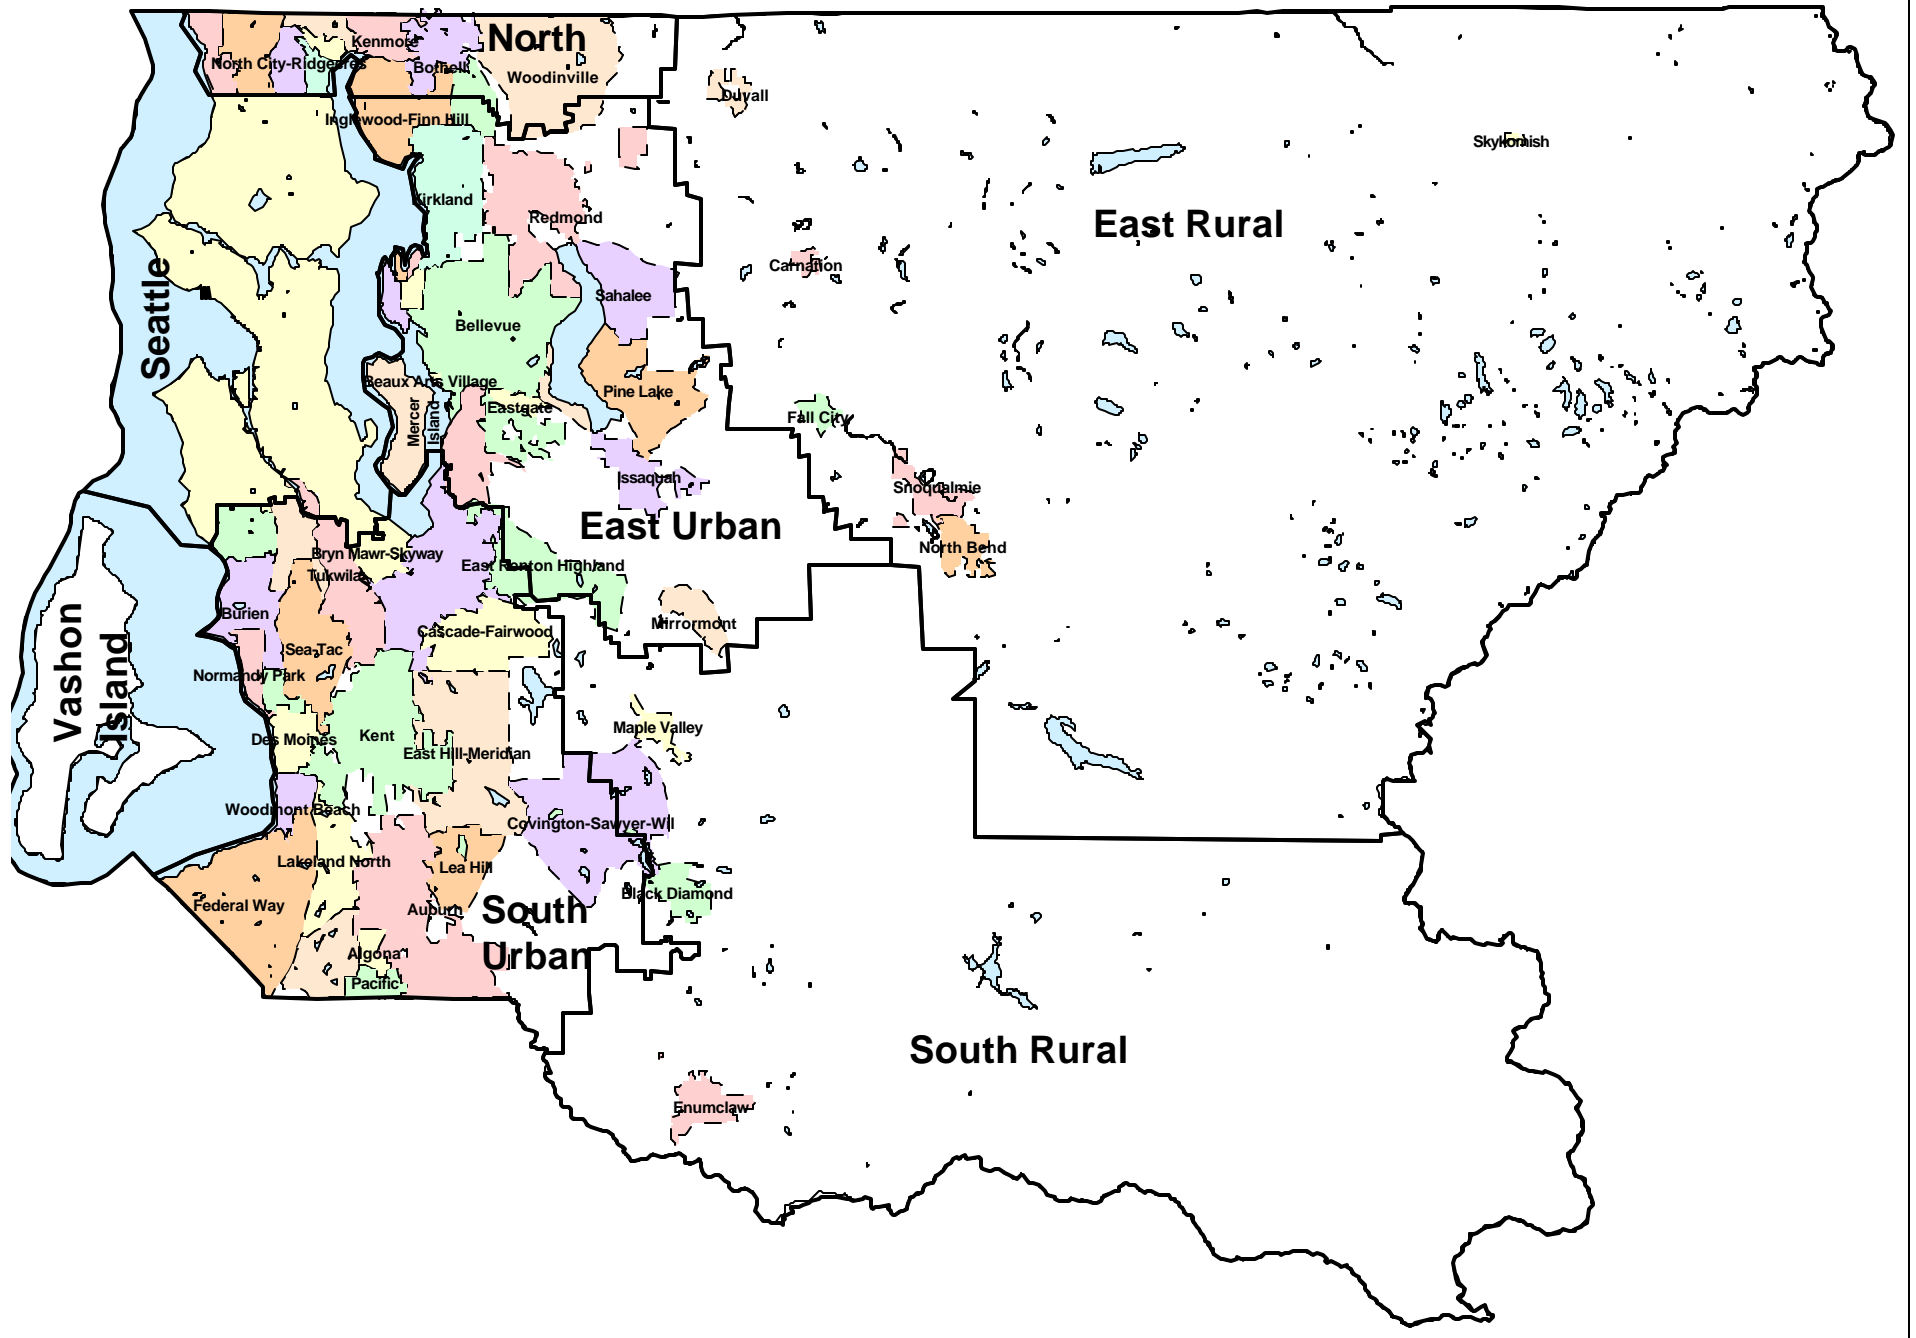 North
Kenmore
North City-Ridgecres
Bothell
Woodinville
Duvall
Inglewood-Finn Hill
Skykomish
Kirkland
Redmond
East Rural
Carnation
Sahalee
Seattle
Bellevue
Beaux Arts Village
Pine Lake
Mercer
Island
Eastgate
Fall City
Issaquah
Snoqualmie
East Urban
North Bend
Bryn Mawr-Skyway
East Renton Highland
Tukwila
Burien
Mirrormont
Cascade-Fairwood
Sea-Tac
Vashon
Island
Normandy Park
Maple Valley
Des Moines
Kent
East Hill-Meridian
Woodmont Beach
Covington-Sawyer-Wil
Lakeland North
Lea Hill
Black Diamond
Federal Way
Auburn
South
Urban
Algona
Pacific
South Rural
Enumclaw